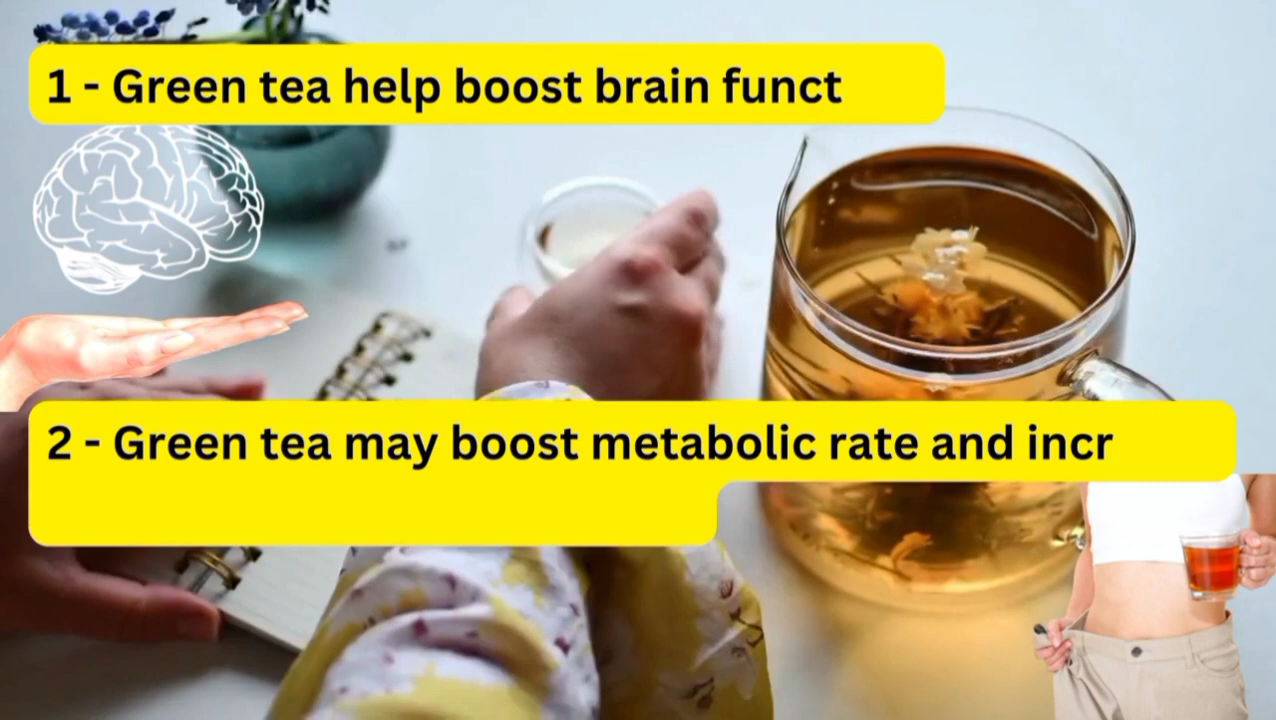 1 - Green tea help boost brain funct
2 - Green tea may boost metabolic rate and incr